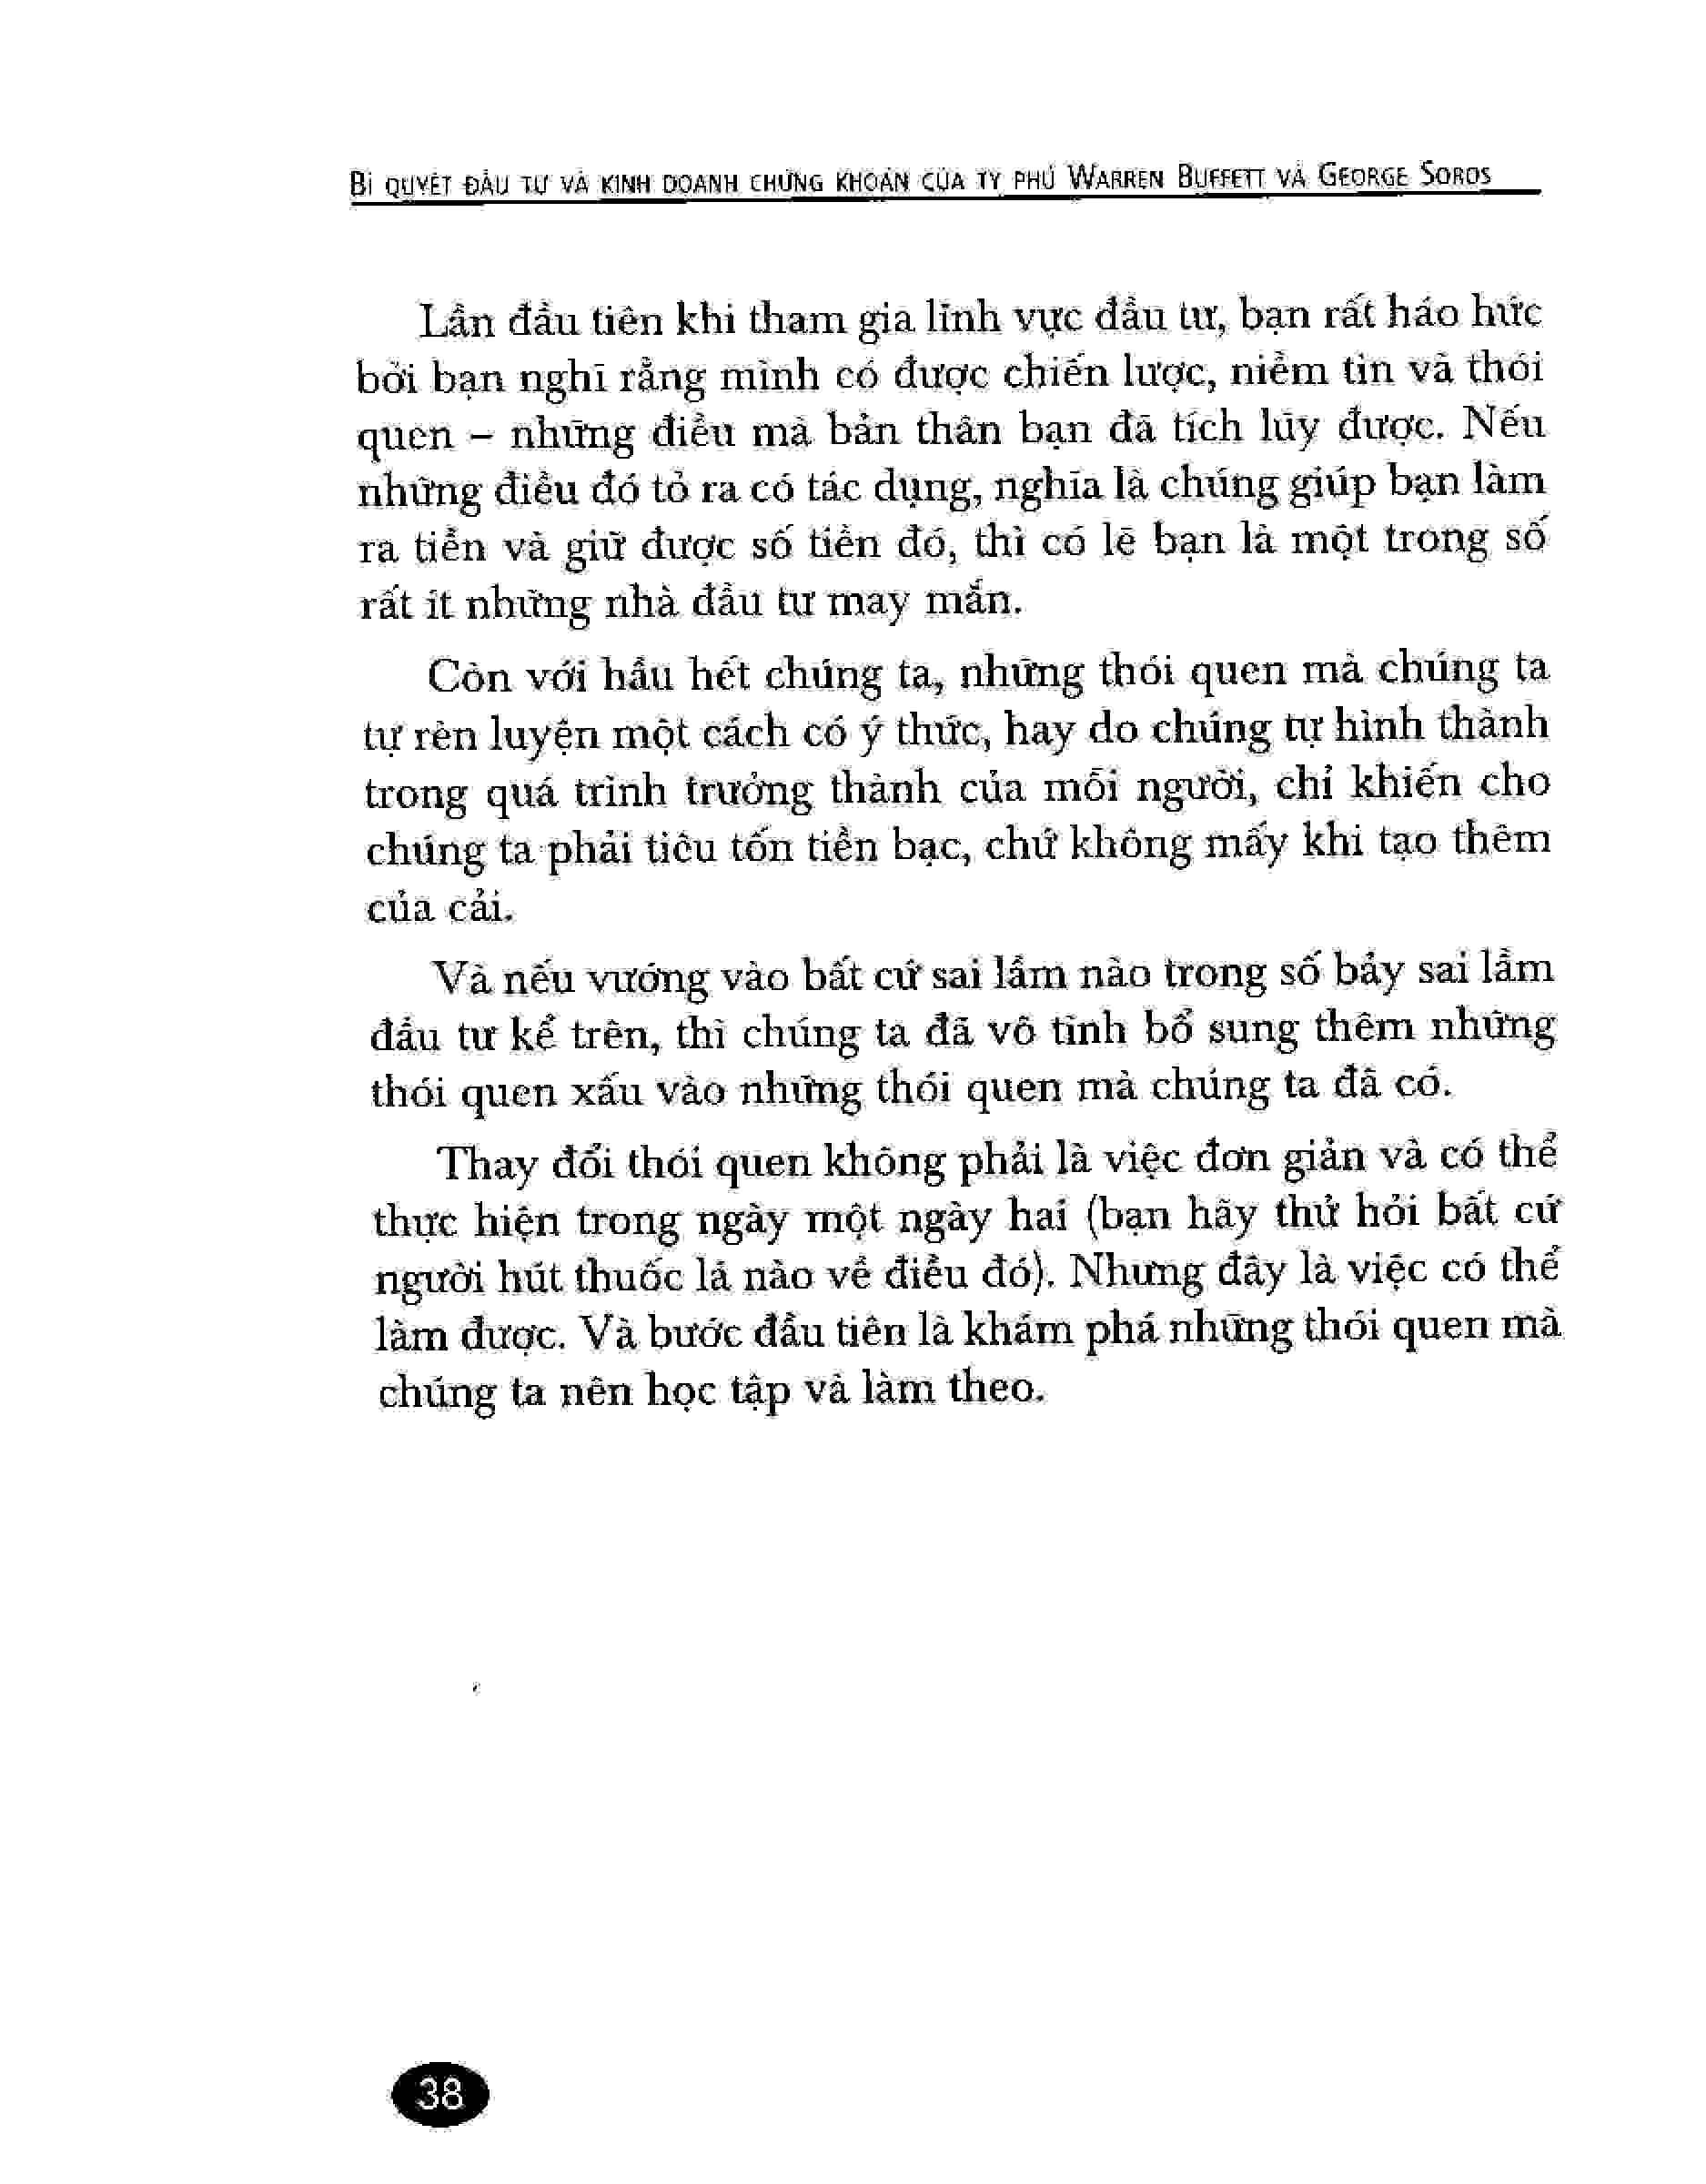 BÍ QUYẾT ĐẦU TƯ VÀ KINH DOANH CHỨNG KHOÁN CỦA TỶ PHÚ WARREN BUFFETT VÀ GEORGE SOROS
Lần đầu tiên khi tham gia lĩnh vực đầu tư, bạn rất háo hức
bởi bạn nghĩ rằng mình có được chiến lược, niềm tin và thói
quen – những điều mà bản thân bạn đã tích lũy được. Nếu
những điều đó tỏ ra có tác dụng, nghĩa là chúng giúp bạn làm
ra tiền và giữ được số tiền đó, thì có lẽ bạn là một trong số
rất ít những nhà đầu tư may mắn.
Còn với hầu hết chúng ta, những thói quen mà chúng ta
tự rèn luyện một cách có ý thức, hay do chúng tự hình thành
trong quá trình trưởng thành của mỗi người, chỉ khiến cho
chúng ta phải tiêu tốn tiền bạc, chứ không mấy khi tạo thêm
của cải.
Và nếu vướng vào bất cứ sai lầm nào trong số bảy sai lầm
đầu tư kể trên, thì chúng ta đã vô tình bổ sung thêm những
thói quen xấu vào những thói quen mà chúng ta đã có.
Thay đổi thói quen không phải là việc đơn giản và có thể
thực hiện trong ngày một ngày hai (bạn hãy thử hỏi bất cứ
người hút thuốc lá nào về điều đó). Nhưng đây là việc có thể
làm được. Và bước đầu tiên là khám phá những thói quen mà
chúng ta nên học tập và làm theo.
38